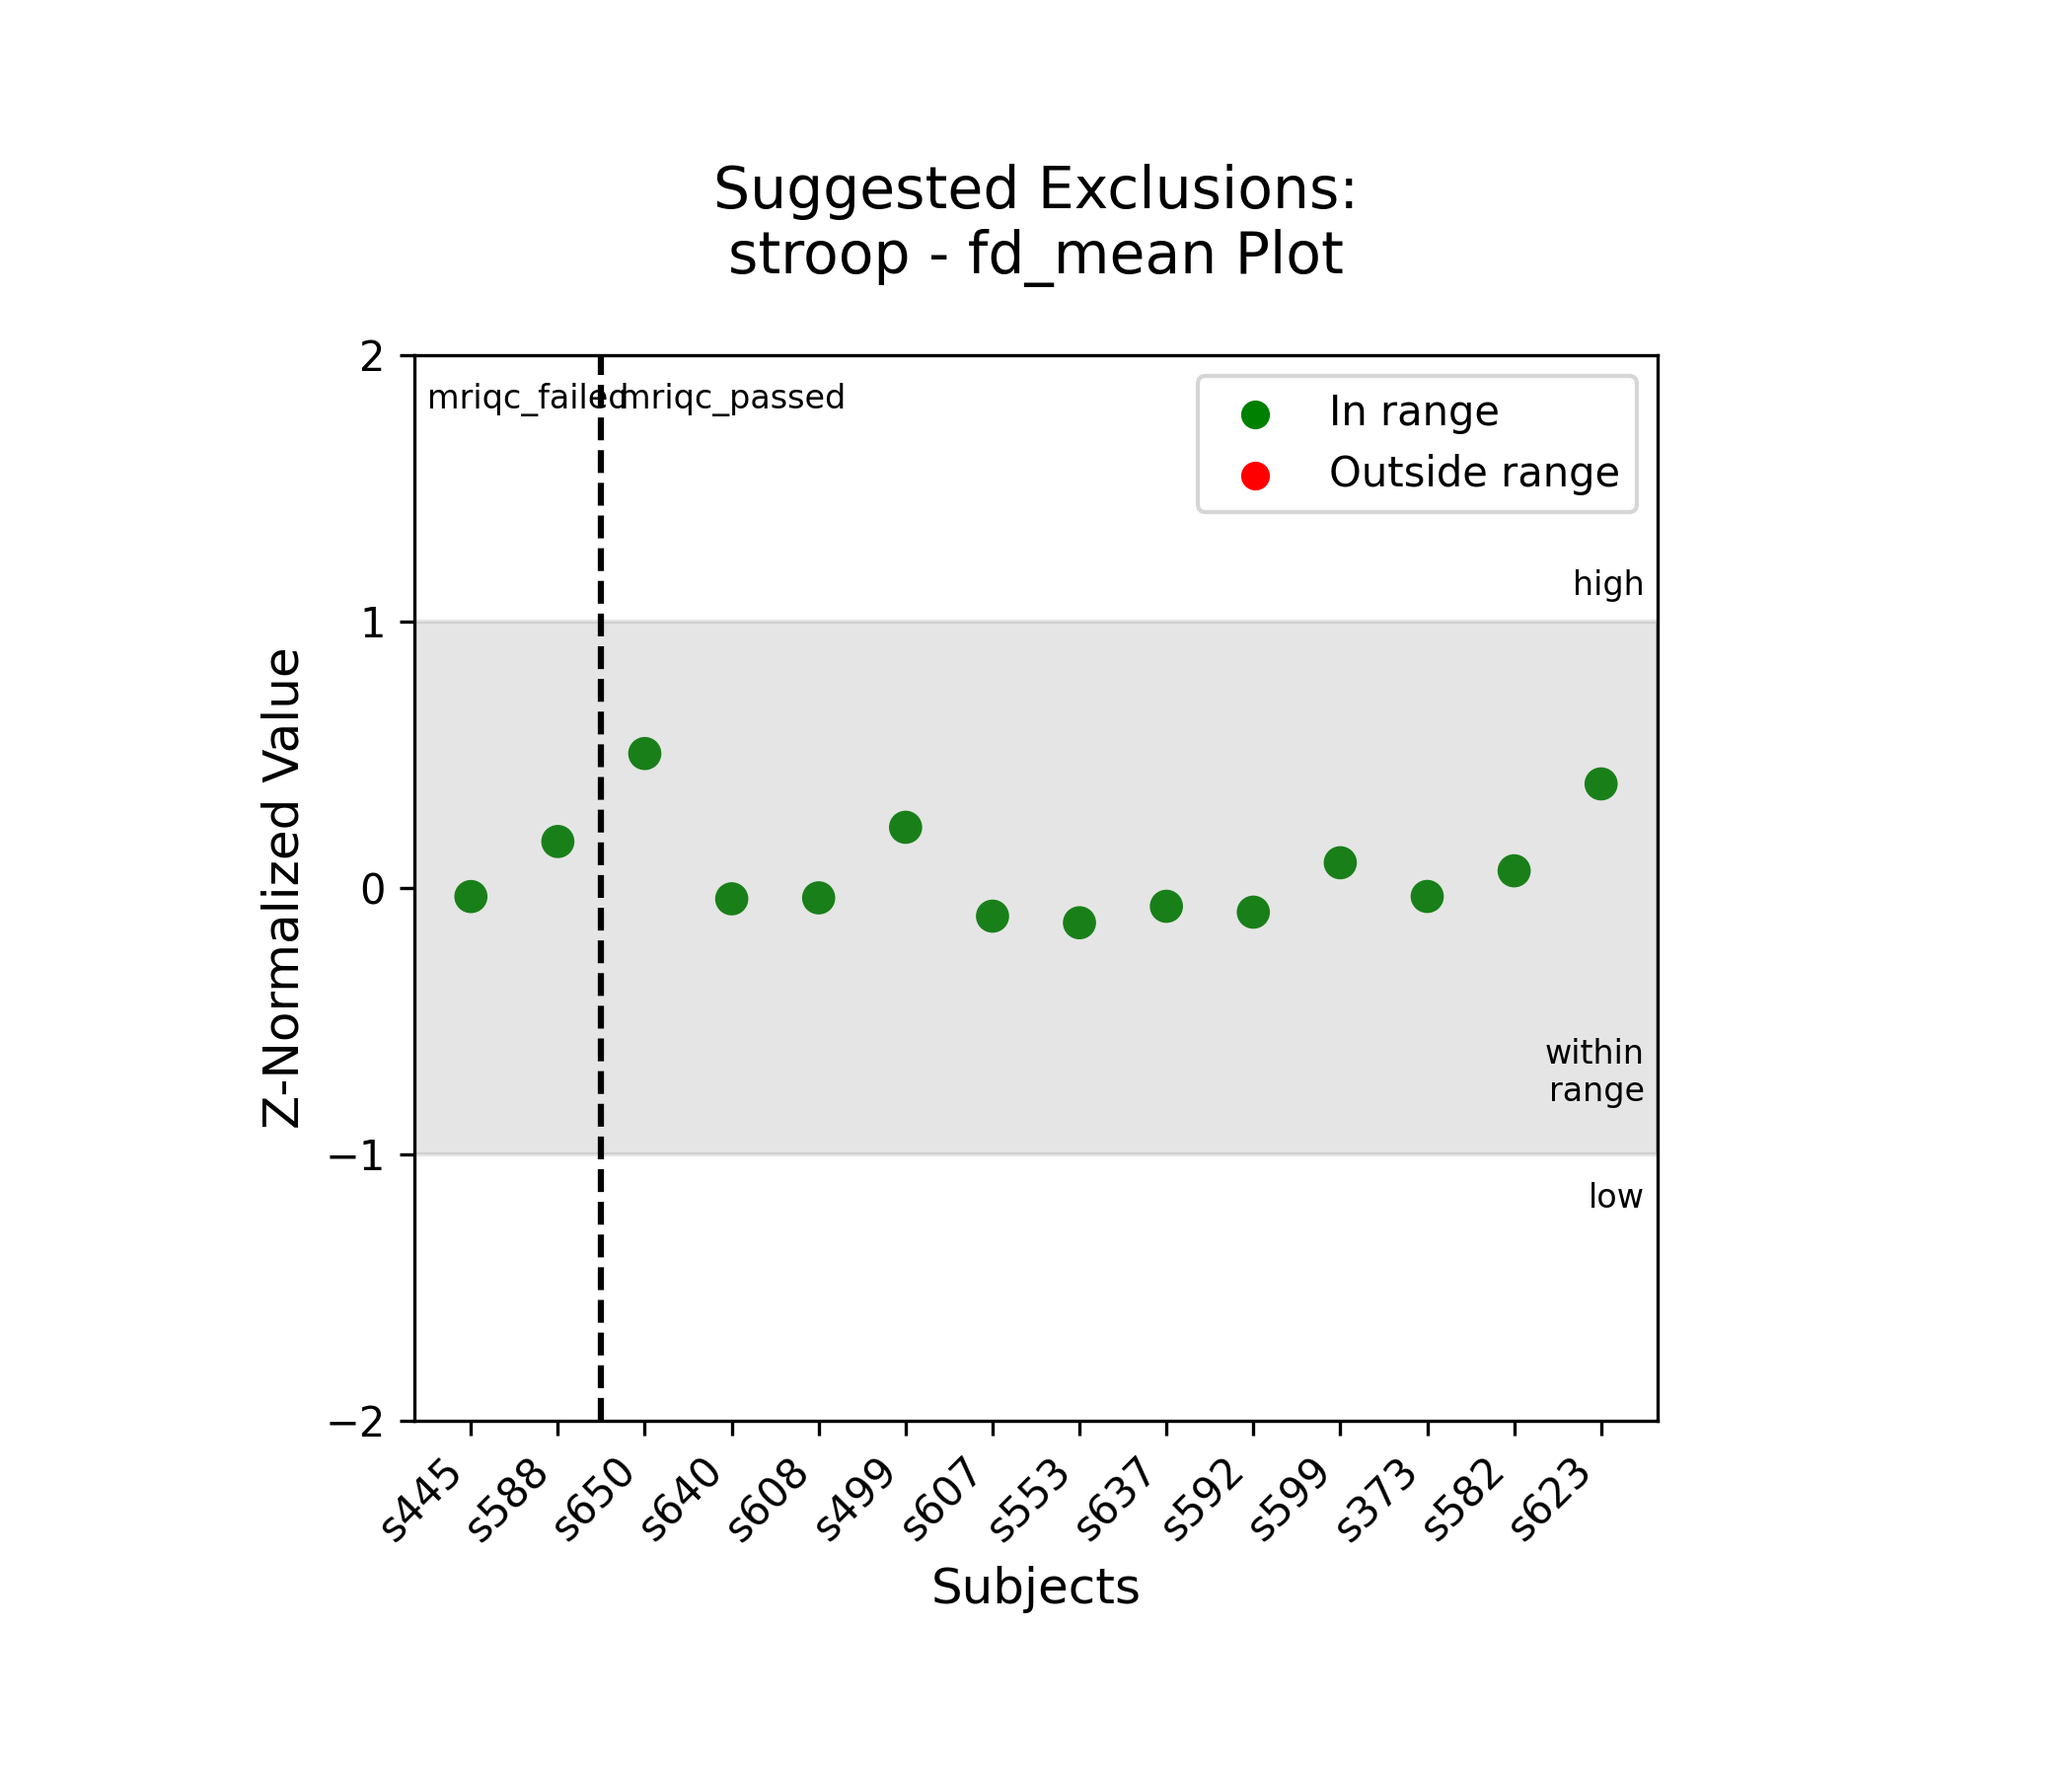 Suggested Exclusions:
stroop - fd_mean Plot
2
mriqc_failed
mriqc_passed
In range
Outside range
high
1
Z-Normalized Value
0
within
range
−1
low
−2
s445
s588
s650
s640
s608
s499
s607
s553
s637
s592
s599
s373
s582
s623
Subjects